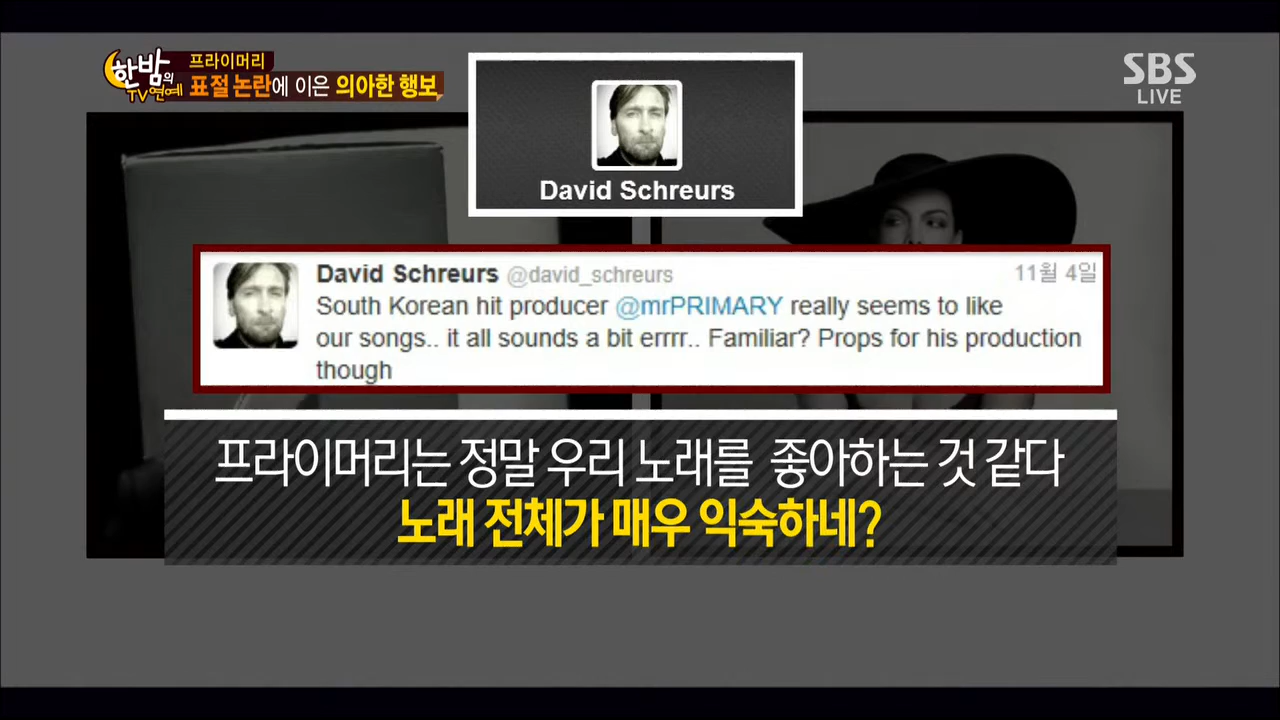 프라이머리
한밤의
TV연예
표절 논란에 이은 의아한 행보
SBS
LIVE
David Schreurs
David Schreurs @david_schreurs 11월 4일
South Korean hit producer @mrPRIMARY really seems to like
our songs.. it all sounds a bit errrr.. Familiar? Props for his production
though
프라이머리는 정말 우리 노래를 좋아하는 것 같다
노래 전체가 매우 익숙하네?